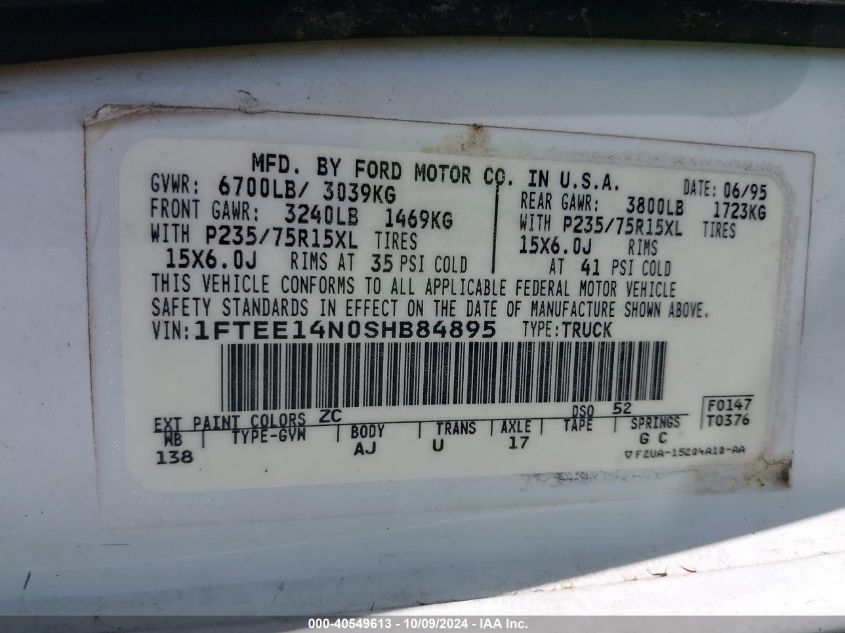 MFD. BY FORD MOTOR CO. IN U.S.A.
GVWR: 6700LB/ 3039KG DATE: 06/95
FRONT GAWR: 3240LB 1469KG REAR GAWR: 3800LB 1723KG
WITH P235/75R15XL TIRES WITH P235/75R15XL TIRES
15X6.0J RIMS AT 35 PSI COLD 15X6.0J RIMS
AT 41 PSI COLD
THIS VEHICLE CONFORMS TO ALL APPLICABLE FEDERAL MOTOR VEHICLE
SAFETY STANDARDS IN EFFECT ON THE DATE OF MANUFACTURE SHOWN ABOVE.
VIN: 1FTEE14N0SHB84895 TYPE: TRUCK
EXT PAINT COLORS ZC DSO 52 F0147
WB TYPE-GVW BODY TRANS AXLE TAPE SPRINGS T0376
138 AJ U 17 G C
▽F2UA-15204A10-AA
000-40549613 - 10/09/2024 - IAA Inc.